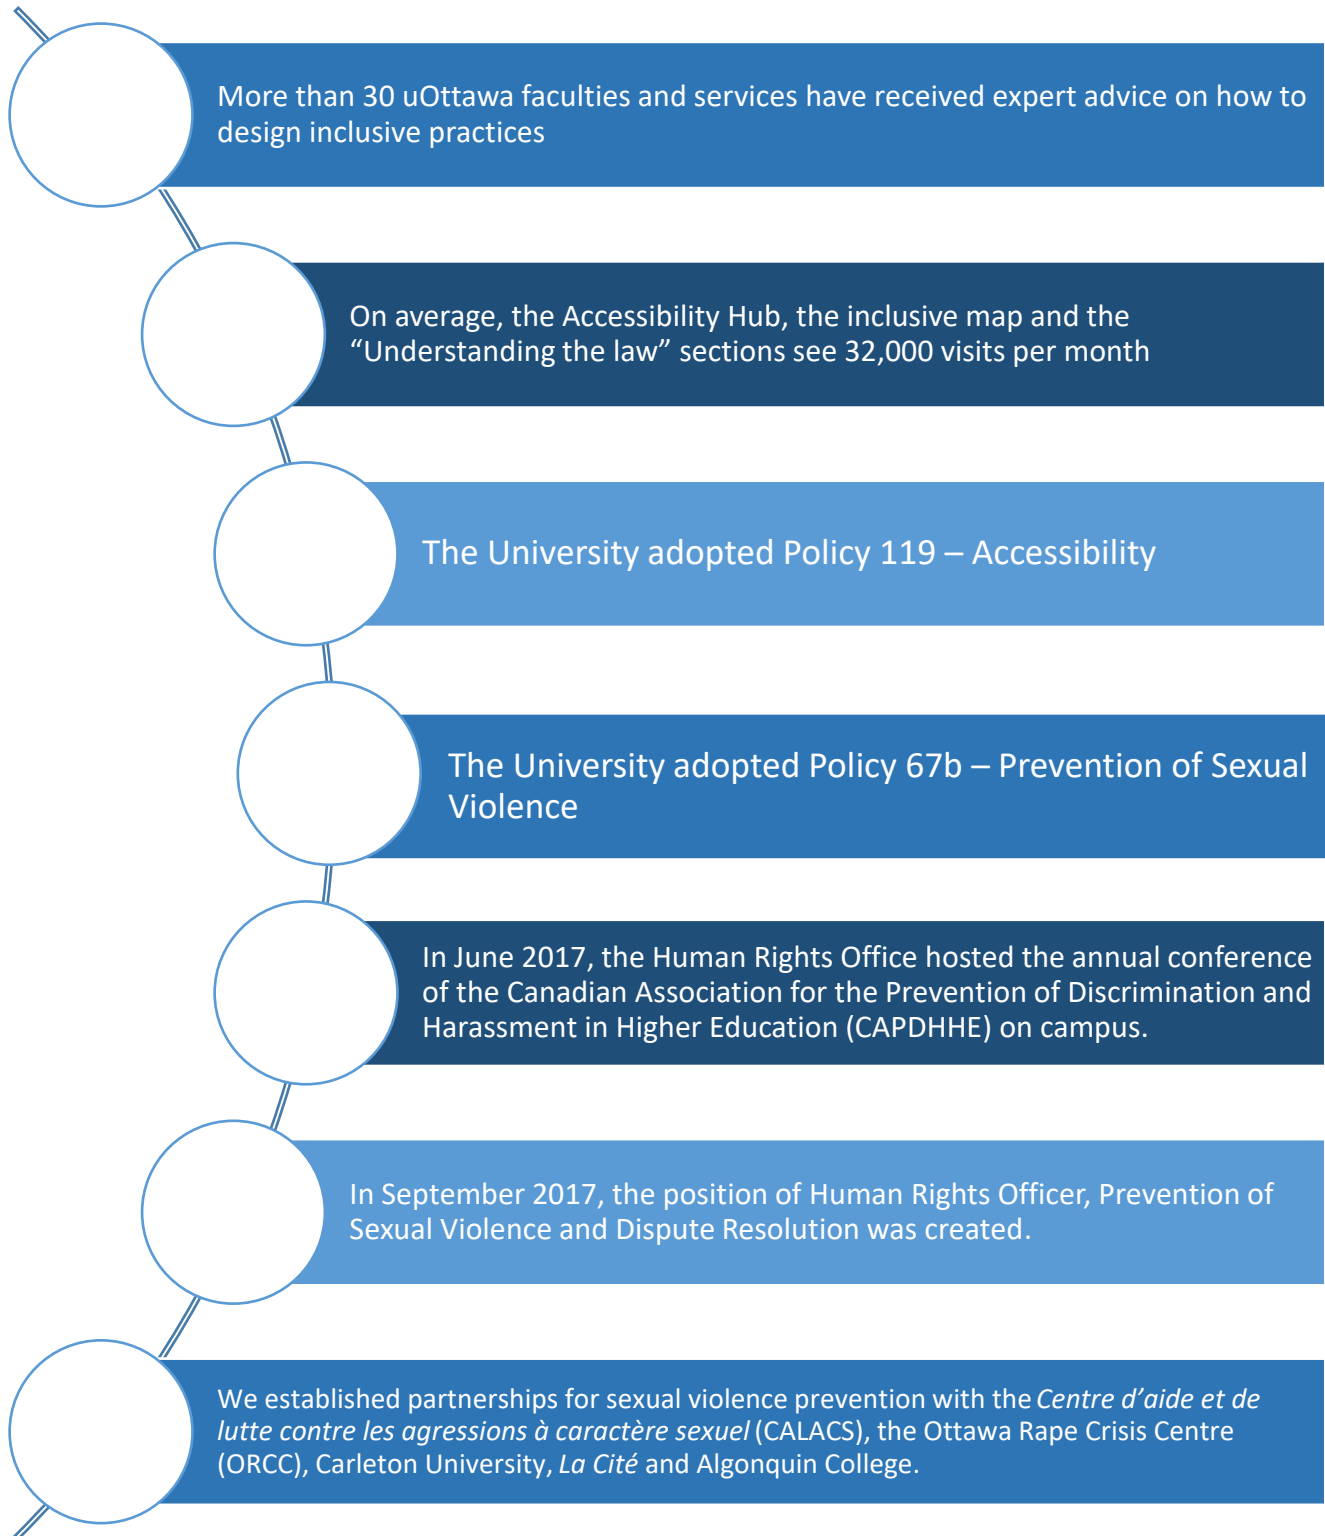 More than 30 uOttawa faculties and services have received expert advice on how to
design inclusive practices
On average, the Accessibility Hub, the inclusive map and the
“Understanding the law” sections see 32,000 visits per month
The University adopted Policy 119 – Accessibility
The University adopted Policy 67b – Prevention of Sexual
Violence
In June 2017, the Human Rights Office hosted the annual conference
of the Canadian Association for the Prevention of Discrimination and
Harassment in Higher Education (CAPDHHE) on campus.
In September 2017, the position of Human Rights Officer, Prevention of
Sexual Violence and Dispute Resolution was created.
We established partnerships for sexual violence prevention with the Centre d’aide et de
lutte contre les agressions à caractère sexuel (CALACS), the Ottawa Rape Crisis Centre
(ORCC), Carleton University, La Cité and Algonquin College.